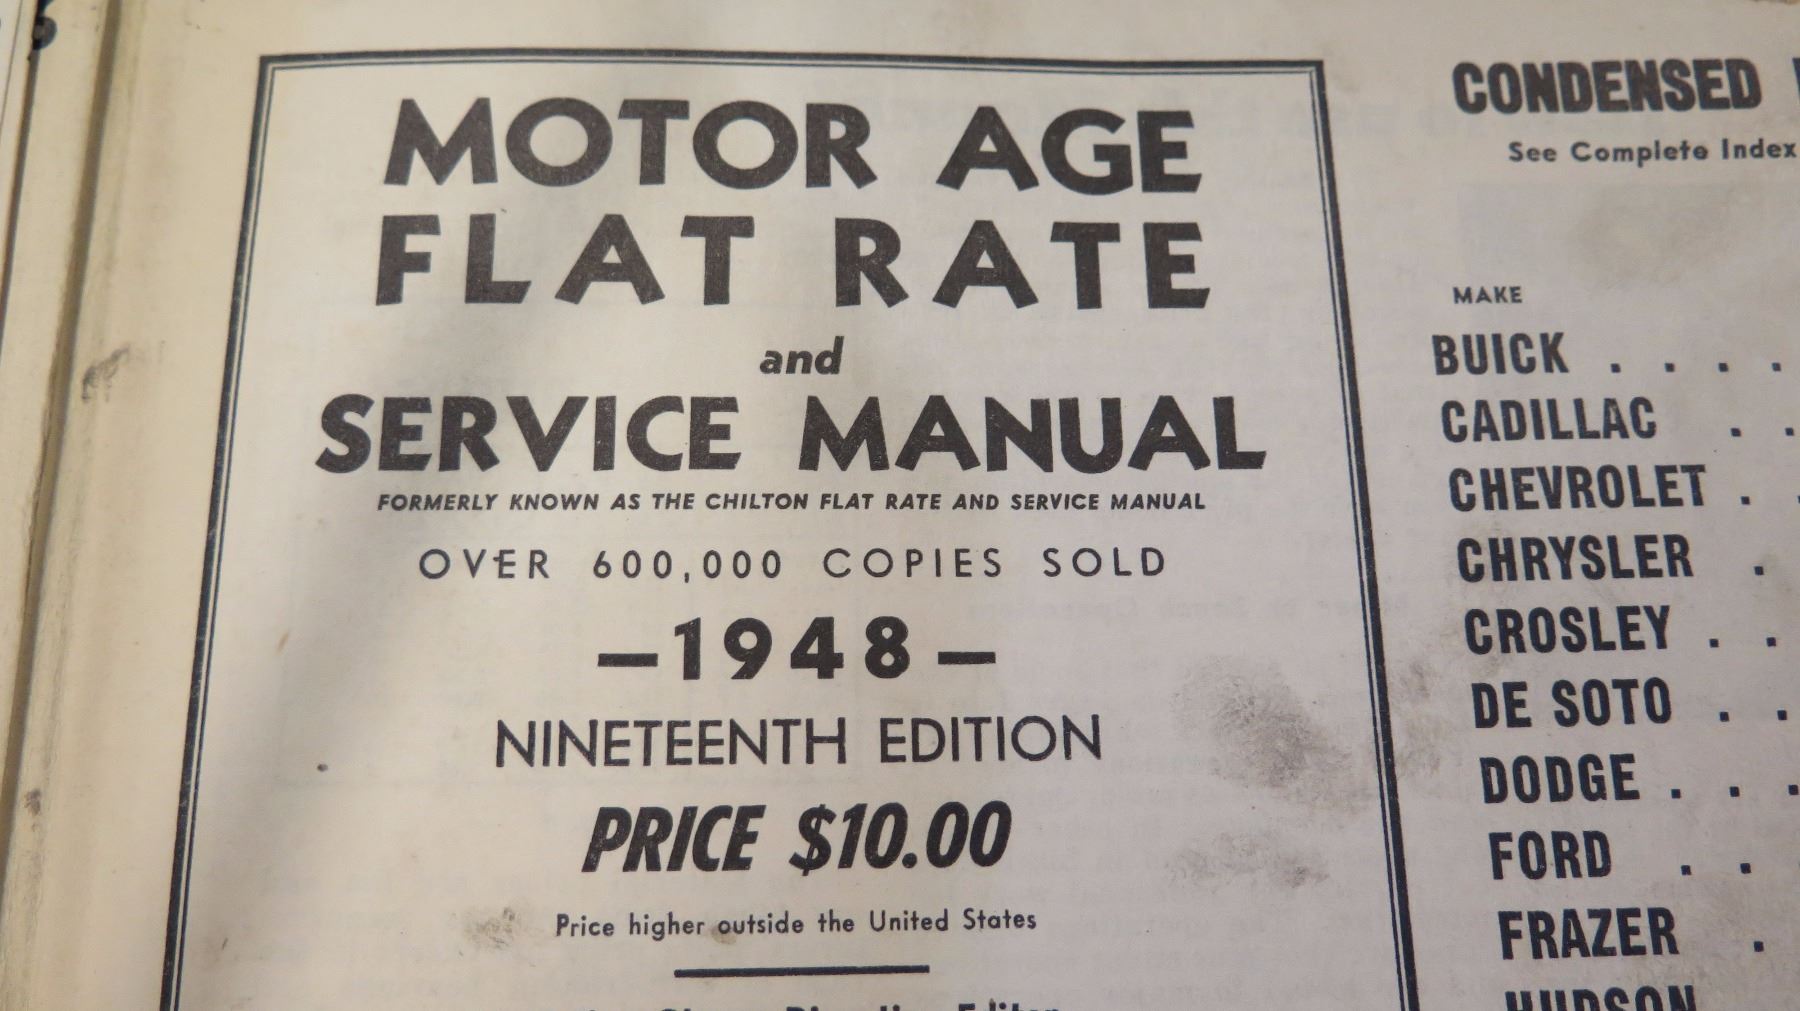 MOTOR AGE
FLAT RATE
and
SERVICE MANUAL
FORMERLY KNOWN AS THE CHILTON FLAT RATE AND SERVICE MANUAL
OVER 600,000 COPIES SOLD
—1948—
NINETEENTH EDITION
PRICE $10.00
Price higher outside the United States
CONDENSED
See Complete Index
MAKE
BUICK . . . .
CADILLAC . .
CHEVROLET . .
CHRYSLER .
CROSLEY . .
DE SOTO . .
DODGE . . .
FORD . .
FRAZER .
HUDSON